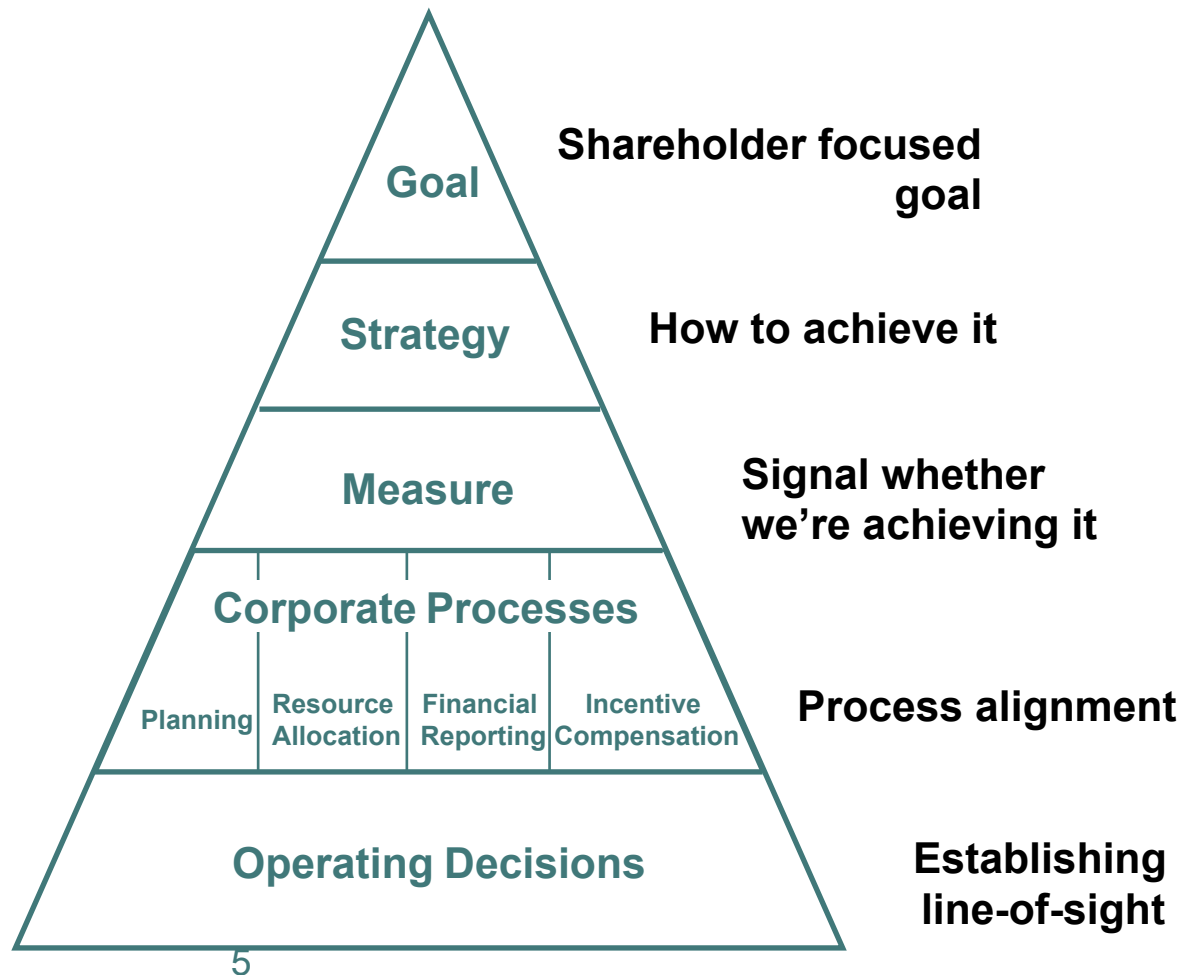 Goal
Shareholder focused
goal
Strategy
How to achieve it
Measure
Signal whether
we’re achieving it
Corporate Processes
Planning
Resource
Allocation
Financial
Reporting
Incentive
Compensation
Process alignment
Operating Decisions
Establishing
line-of-sight
5